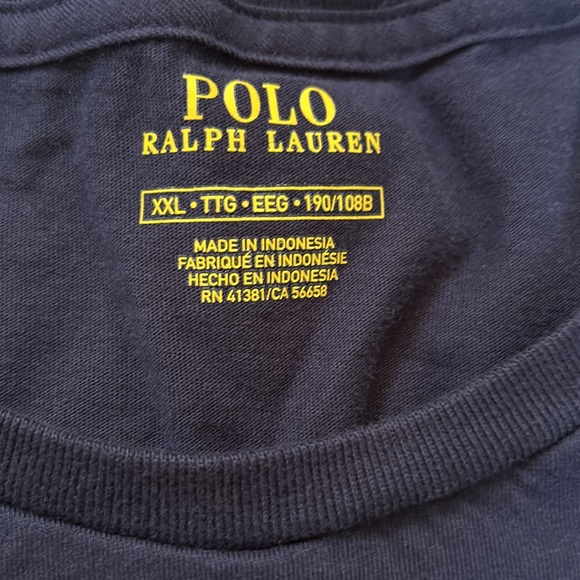 POLO
RALPH LAUREN
XXL • TTG • EEG • 190/108B
MADE IN INDONESIA
FABRIQUÉ EN INDONÉSIE
HECHO EN INDONESIA
RN 41381/CA 56658